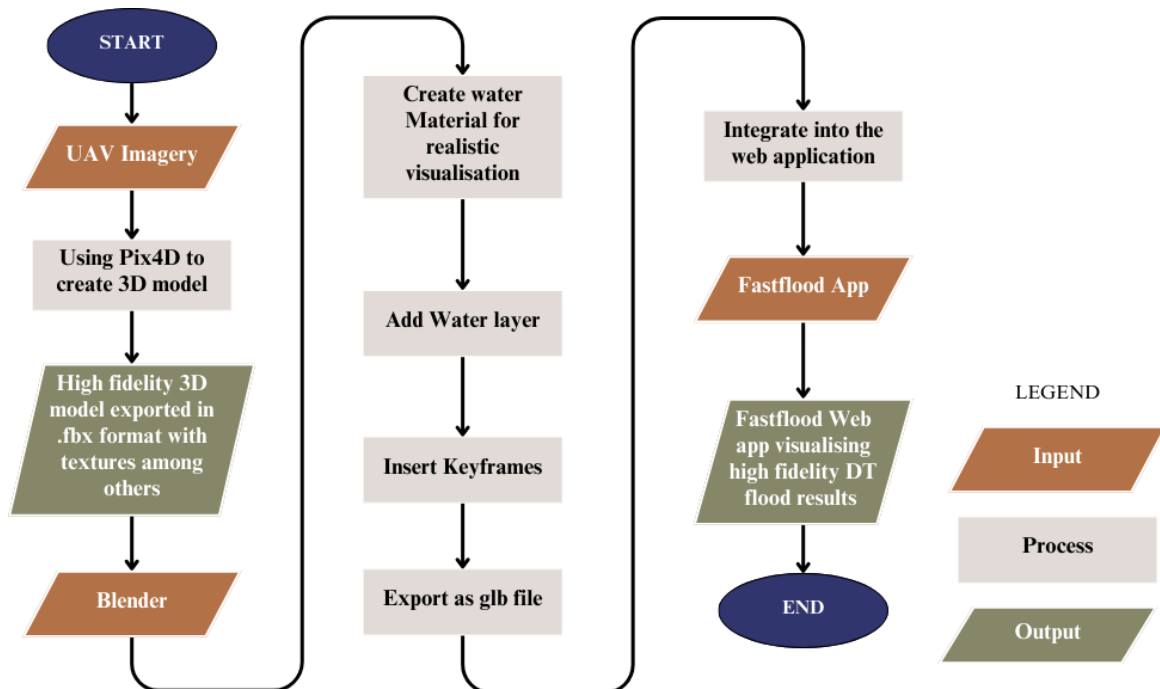 START
UAV Imagery
Using Pix4D to
create 3D model
High fidelity 3D
model exported in
.fbx format with
textures among
others
Blender
Create water
Material for
realistic
visualisation
Add Water layer
Insert Keyframes
Export as glb file
Integrate into the
web application
Fastflood App
Fastflood Web
app visualising
high fidelity DT
flood results
END
LEGEND
Input
Process
Output